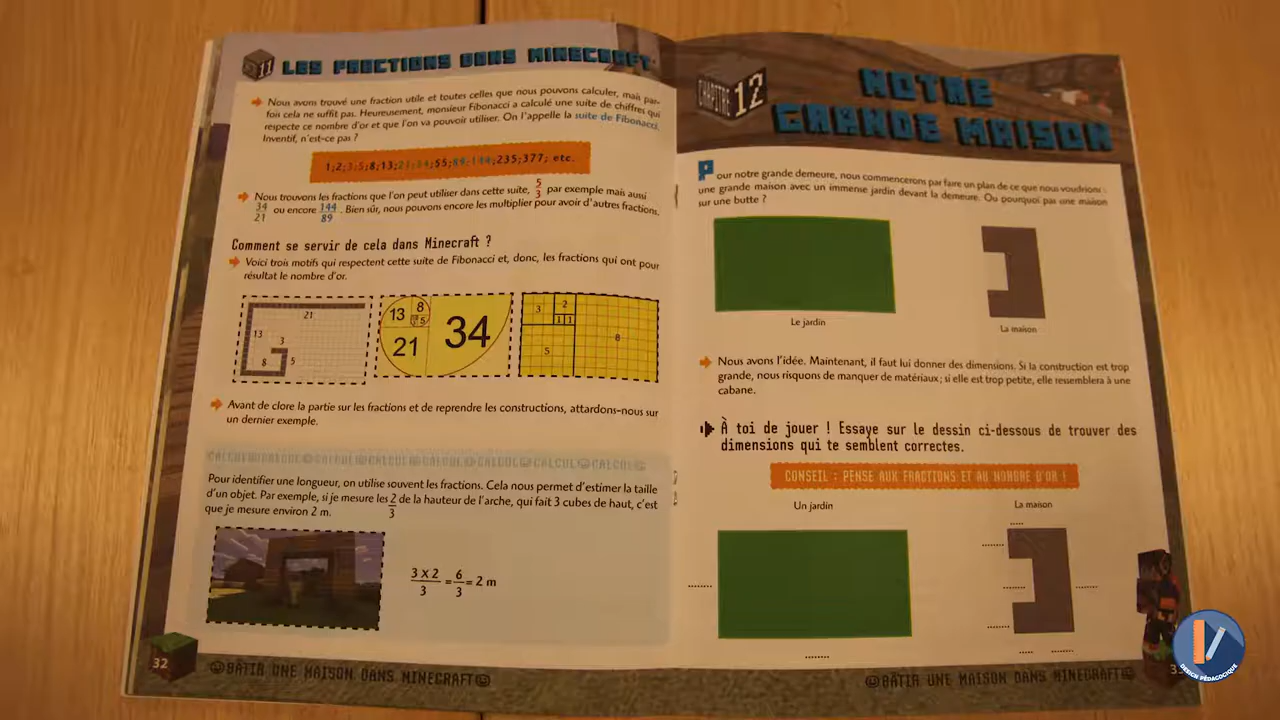 11 LES FRACTIONS DANS MINECRAFT
Nous avons trouvé une fraction utile et toutes celles que nous pouvons calculer, mais par-
fois cela ne suffit pas. Heureusement, monsieur Fibonacci a calculé une suite de chiffres qui
respecte ce nombre d'or et que l'on va pouvoir utiliser. On l'appelle la suite de Fibonacci.
Inventif, n'est-ce pas ?
1;2;3;5;8;13;21;34;55;89;144;235;377; etc.
Nous trouvons les fractions que l'on peut utiliser dans cette suite, 5/3 par exemple mais aussi
34/21 ou encore 144/89. Bien sûr, nous pouvons encore les multiplier pour avoir d'autres fractions.
Comment se servir de cela dans Minecraft ?
Voici trois motifs qui respectent cette suite de Fibonacci et, donc, les fractions qui ont pour
résultat le nombre d'or.
21
13
3
8
5
13
8
5
21
34
3
2
1 1
5
8
Avant de clore la partie sur les fractions et de reprendre les constructions, attardons-nous sur
un dernier exemple.
CALCUL CALCUL CALCUL CALCUL CALCUL CALCUL CALCUL CALCUL
Pour identifier une longueur, on utilise souvent les fractions. Cela nous permet d'estimer la taille
d'un objet. Par exemple, si je mesure les 2/3 de la hauteur de l'arche, qui fait 3 cubes de haut, c'est
que je mesure environ 2 m.
3 X 2/3 = 6/3 = 2 m
32
BÂTIR UNE MAISON DANS MINECRAFT
CHAPITRE 12
NOTRE
GRANDE MAISON
Pour notre grande demeure, nous commencerons par faire un plan de ce que nous voudrions :
une grande maison avec un immense jardin devant la demeure. Ou pourquoi pas une maison
sur une butte ?
Le jardin
La maison
Nous avons l'idée. Maintenant, il faut lui donner des dimensions. Si la construction est trop
grande, nous risquons de manquer de matériaux ; si elle est trop petite, elle ressemblera à une
cabane.
À toi de jouer ! Essaye sur le dessin ci-dessous de trouver des
dimensions qui te semblent correctes.
CONSEIL : PENSE AUX FRACTIONS ET AU NOMBRE D'OR !
Un jardin
La maison
BÂTIR UNE MAISON DANS MINECRAFT
DESIGN PÉDAGOGIQUE